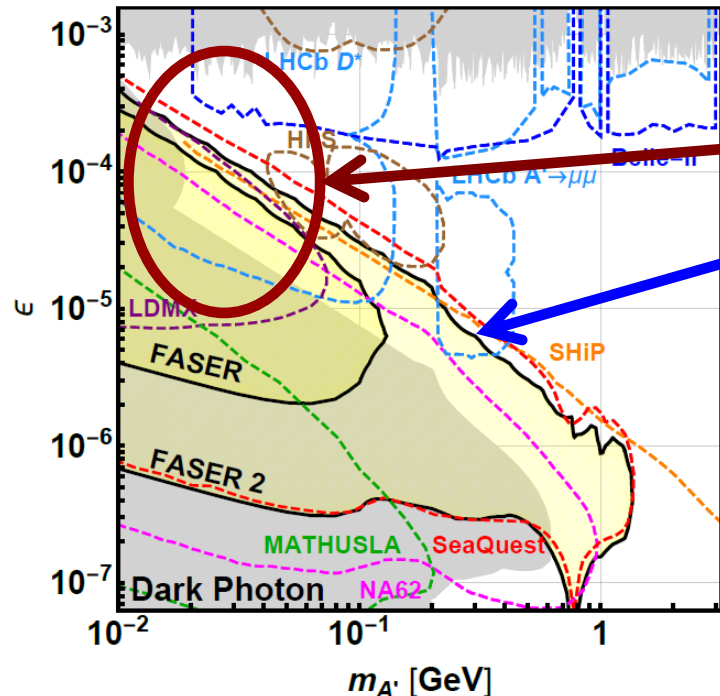 10⁻³
LHCb D*
HPS
10⁻⁴
Belle-II
LHCb A'→μμ
ϵ
10⁻⁵
LDMX
SHiP
FASER
10⁻⁶
FASER 2
MATHUSLA
SeaQuest
10⁻⁷
Dark Photon
NA62
10⁻² 10⁻¹ 1
m_A' [GeV]